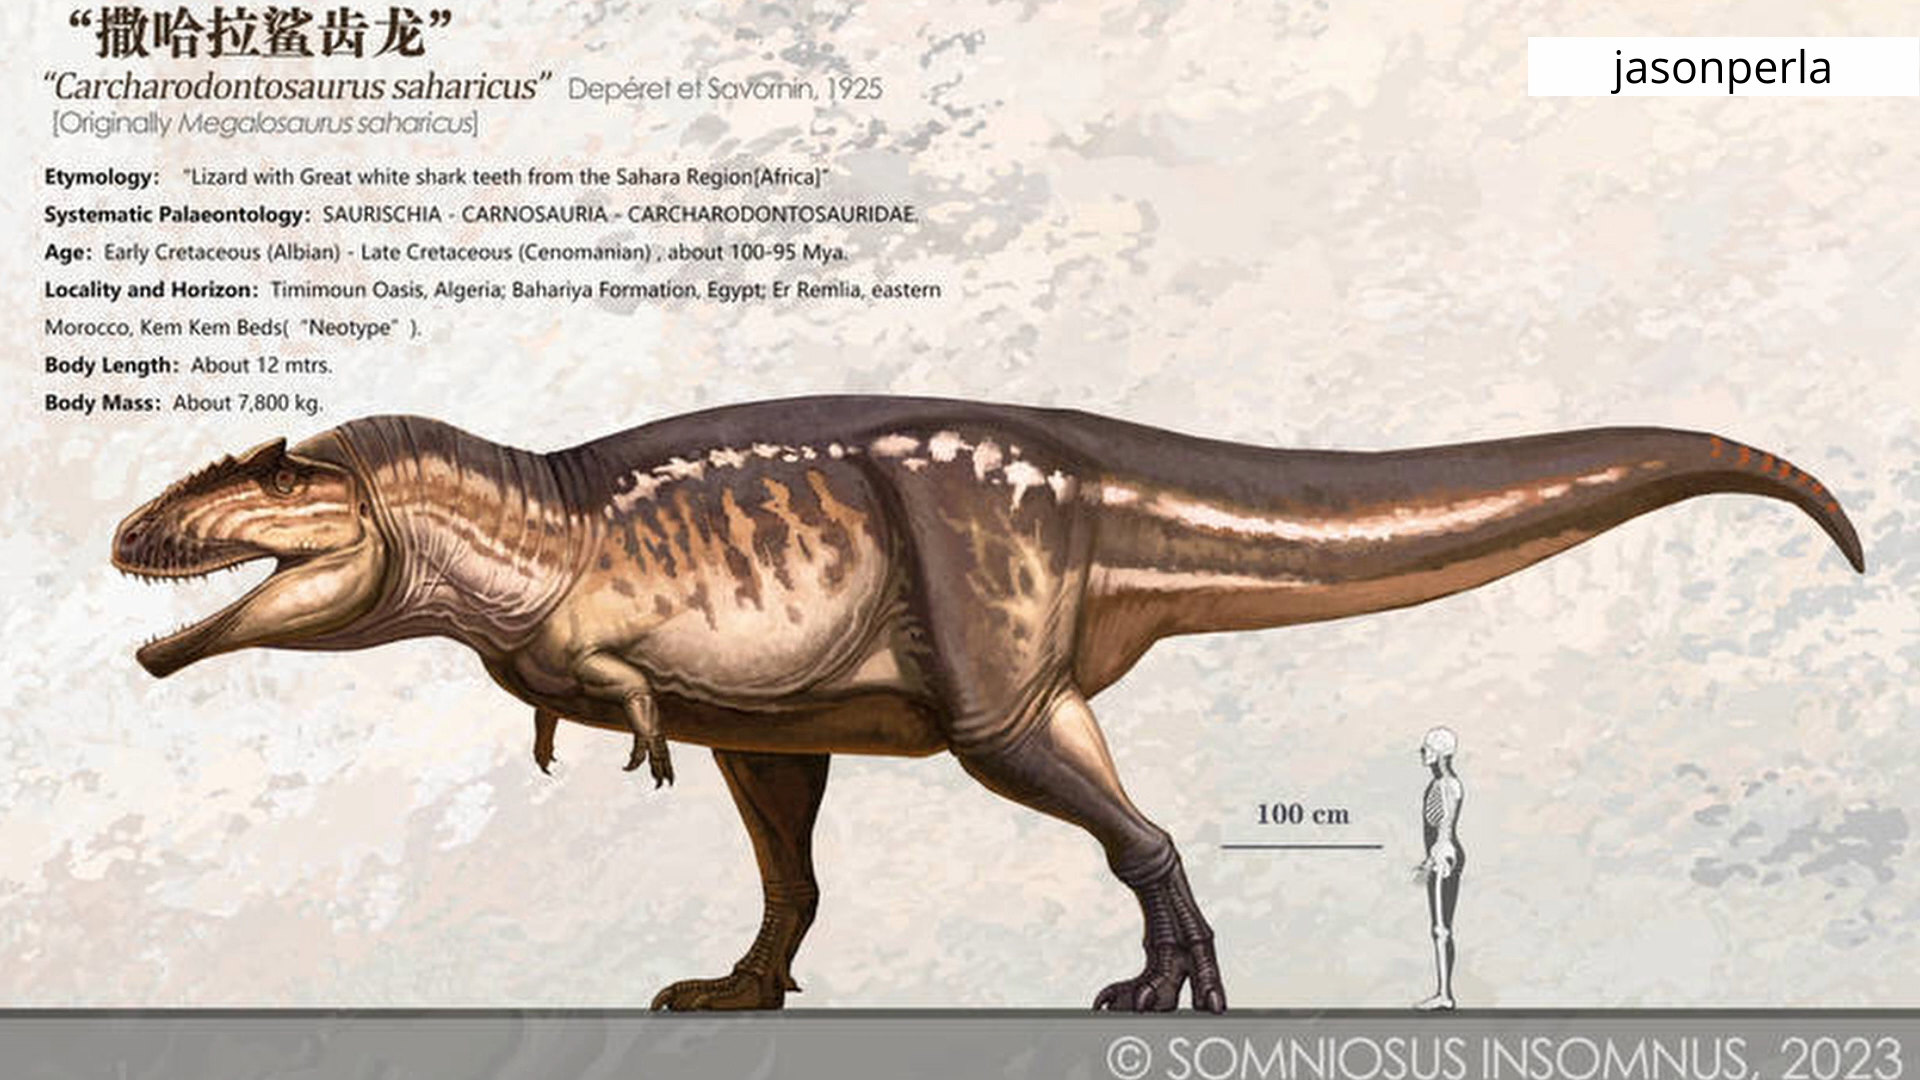 “撒哈拉鲨齿龙”
jasonperla
“Carcharodontosaurus saharicus” Depéret et Savornin, 1925
[Originally Megalosaurus saharicus]
Etymology: “Lizard with Great white shark teeth from the Sahara Region[Africa]”
Systematic Palaeontology: SAURISCHIA - CARNOSAURIA - CARCHARODONTOSAURIDAE.
Age: Early Cretaceous (Albian) - Late Cretaceous (Cenomanian) , about 100-95 Mya.
Locality and Horizon: Timimoun Oasis, Algeria; Bahariya Formation, Egypt; Er Remlia, eastern
Morocco, Kem Kem Beds( “Neotype” ).
Body Length: About 12 mtrs.
Body Mass: About 7,800 kg.
100 cm
© SOMNIOSUS INSOMNUS, 2023